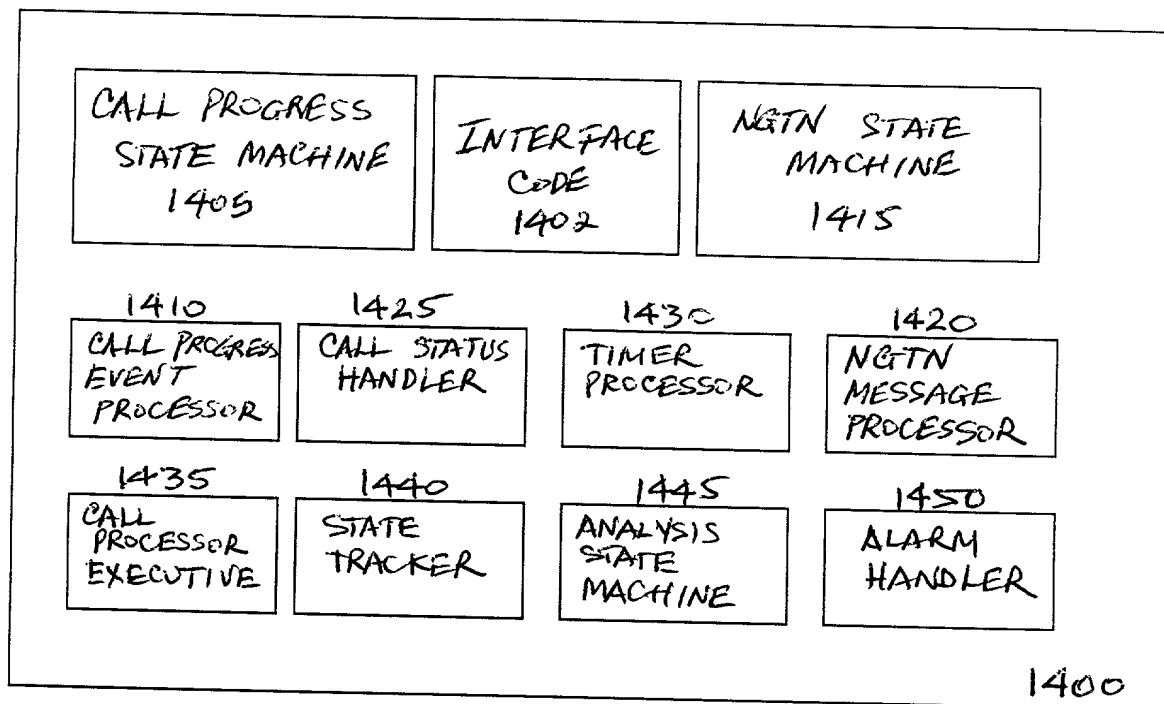 CALL PROGRESS
STATE MACHINE
1405
INTERFACE
CODE
1402
NGTN STATE
MACHINE
1415
1410
CALL PROGRESS
EVENT
PROCESSOR
1425
CALL STATUS
HANDLER
1430
TIMER
PROCESSOR
1420
NGTN
MESSAGE
PROCESSOR
1435
CALL
PROCESSOR
EXECUTIVE
1440
STATE
TRACKER
1445
ANALYSIS
STATE
MACHINE
1450
ALARM
HANDLER
1400